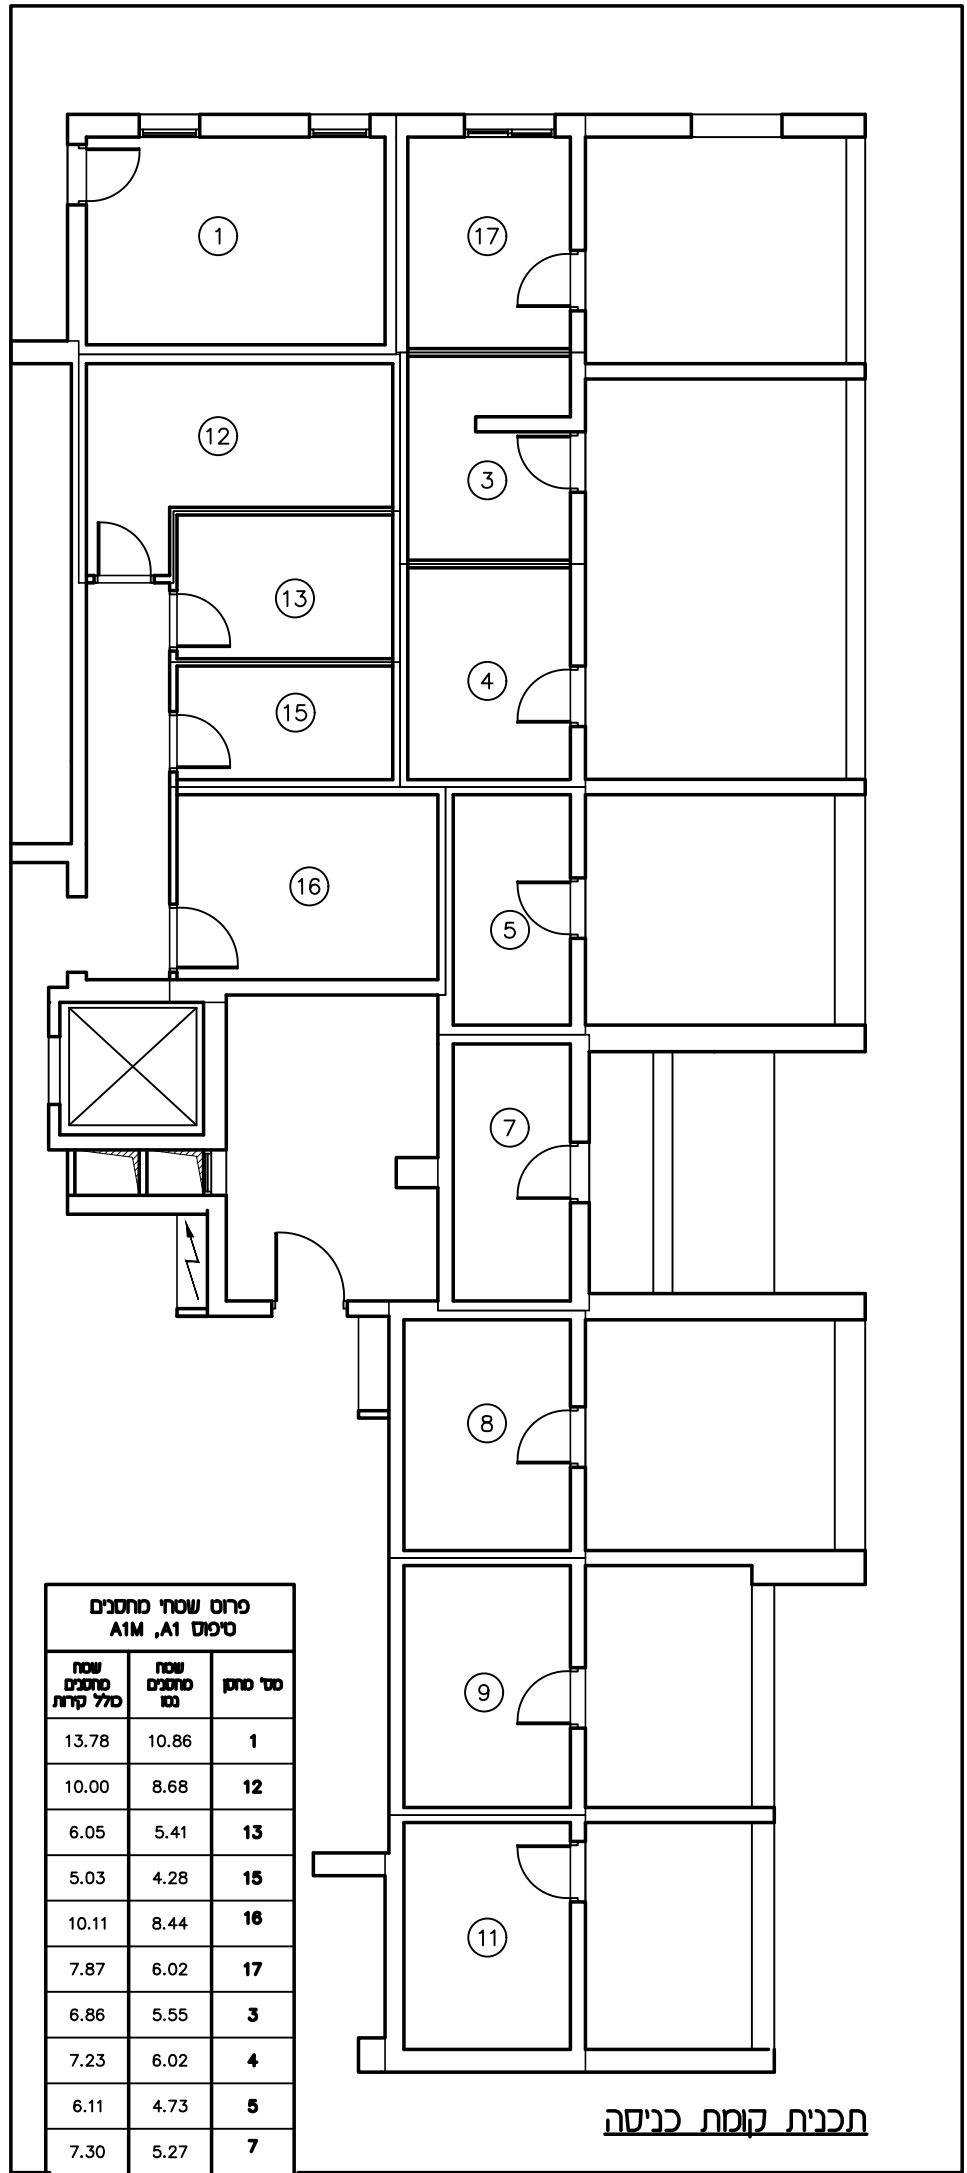 1
17
12
3
13
4
15
16
5
7
8
9
11
פרוט שטחי מחסנים
טיפוס A1, A1M
מס' מחסן
שטח מחסנים נטו
שטח מחסנים כולל קירות
1 10.86 13.78
12 8.68 10.00
13 5.41 6.05
15 4.28 5.03
16 8.44 10.11
17 6.02 7.87
3 5.55 6.86
4 6.02 7.23
5 4.73 6.11
7 5.27 7.30
תכנית קומת כניסה